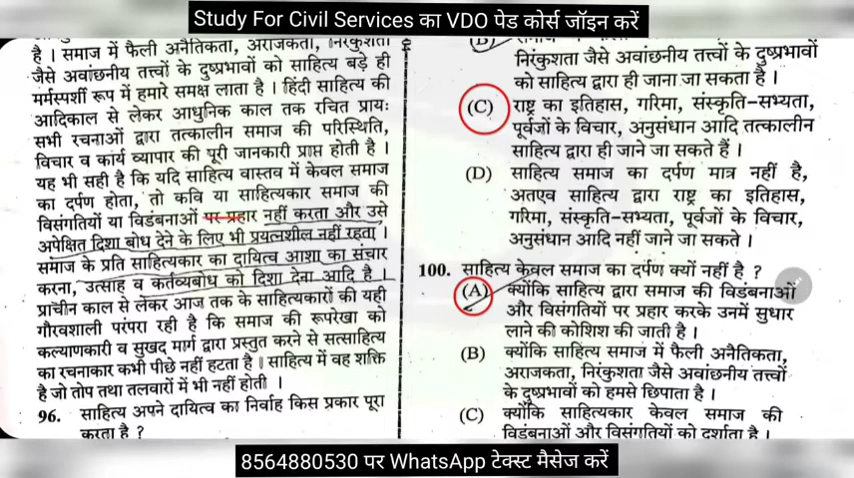 Study For Civil Services का VDO पेड कोर्स जॉइन करें
है । समाज में फैली अनैतिकता, अराजकता, निरंकुशता
जैसे अवांछनीय तत्त्वों के दुष्प्रभावों को साहित्य बड़े ही
मर्मस्पर्शी रूप में हमारे समक्ष लाता है । हिंदी साहित्य की
आदिकाल से लेकर आधुनिक काल तक रचित प्रायः
सभी रचनाओं द्वारा तत्कालीन समाज की परिस्थिति,
विचार व कार्य व्यापार की पूरी जानकारी प्राप्त होती है ।
यह भी सही है कि यदि साहित्य वास्तव में केवल समाज
का दर्पण होता, तो कवि या साहित्यकार समाज की
विसंगतियों या विडंबनाओं पर प्रहार नहीं करता और उसे
अपेक्षित दिशा बोध देने के लिए भी प्रयत्नशील नहीं रहता ।
समाज के प्रति साहित्यकार का दायित्व आशा का संचार
करना, उत्साह व कर्तव्यबोध को दिशा देना आदि है ।
प्राचीन काल से लेकर आज तक के साहित्यकारों की यही
गौरवशाली परंपरा रही है कि समाज की रूपरेखा को
कल्याणकारी व सुखद मार्ग द्वारा प्रस्तुत करने से सत्साहित्य
का रचनाकार कभी पीछे नहीं हटता है । साहित्य में वह शक्ति
है जो तोप तथा तलवारों में भी नहीं होती ।
96. साहित्य अपने दायित्व का निर्वाह किस प्रकार पूरा
करता है ?
(B)
निरंकुशता जैसे अवांछनीय तत्त्वों के दुष्प्रभावों
को साहित्य द्वारा ही जाना जा सकता है ।
(C) राष्ट्र का इतिहास, गरिमा, संस्कृति-सभ्यता,
पूर्वजों के विचार, अनुसंधान आदि तत्कालीन
साहित्य द्वारा ही जाने जा सकते हैं ।
(D) साहित्य समाज का दर्पण मात्र नहीं है,
अतएव साहित्य द्वारा राष्ट्र का इतिहास,
गरिमा, संस्कृति-सभ्यता, पूर्वजों के विचार,
अनुसंधान आदि नहीं जाने जा सकते ।
100. साहित्य केवल समाज का दर्पण क्यों नहीं है ?
(A) क्योंकि साहित्य द्वारा समाज की विडंबनाओं
और विसंगतियों पर प्रहार करके उनमें सुधार
लाने की कोशिश की जाती है ।
(B) क्योंकि साहित्य समाज में फैली अनैतिकता,
अराजकता, निरंकुशता जैसे अवांछनीय तत्त्वों
के दुष्प्रभावों को हमसे छिपाता है ।
(C) क्योंकि साहित्यकार केवल समाज की
विडंबनाओं और विसंगतियों को दर्शाता है ।
8564880530 पर WhatsApp टेक्स्ट मैसेज करें